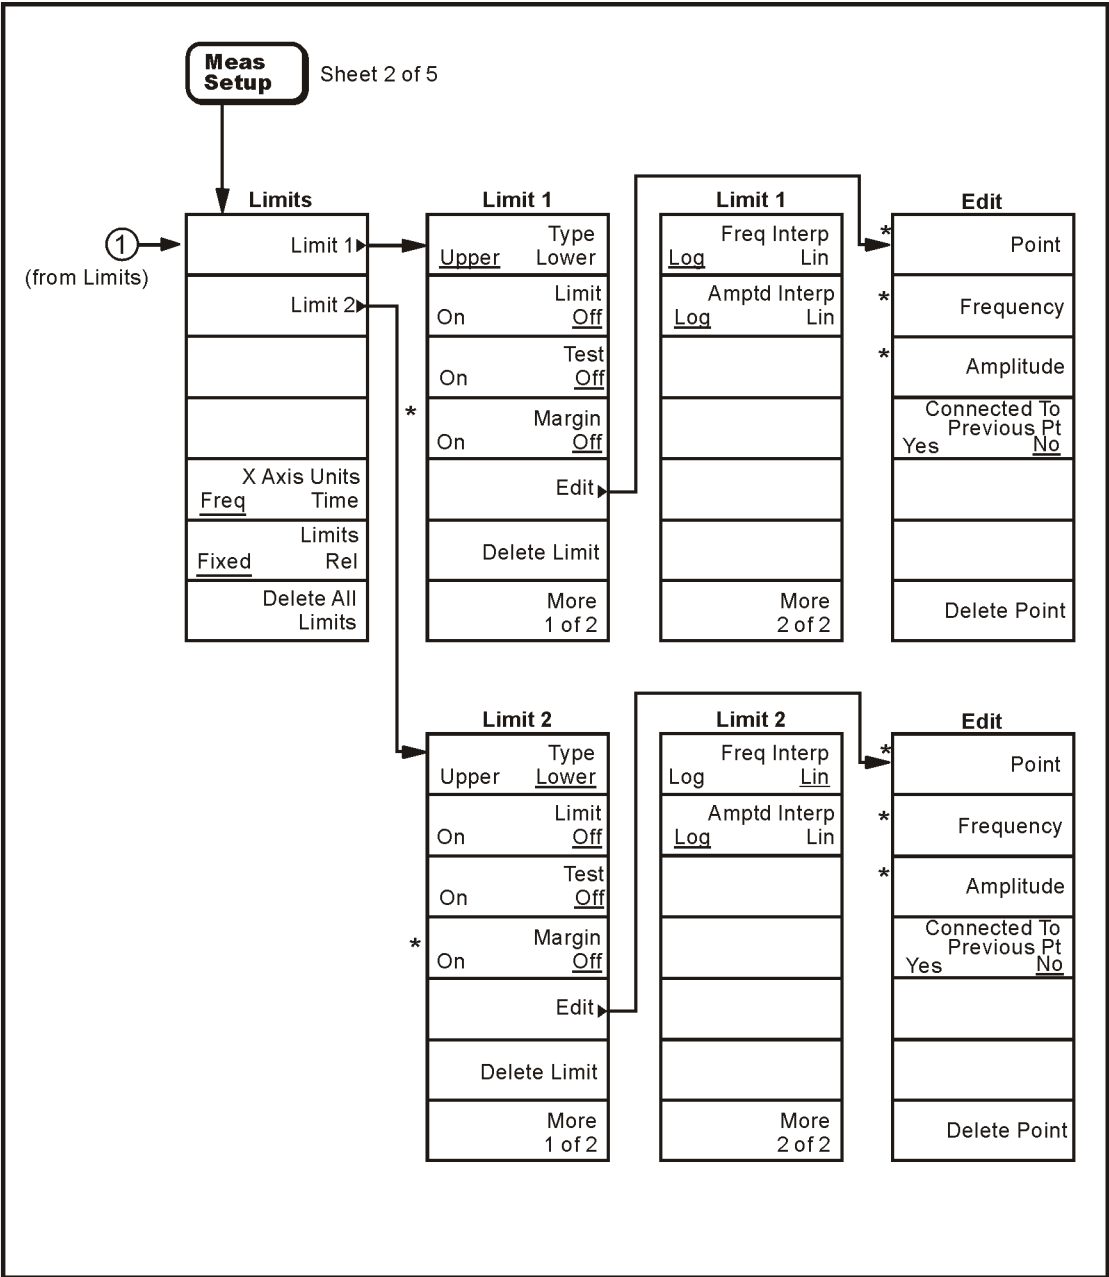 Meas
Setup
Sheet 2 of 5
Limits
1
(from Limits)
Limit 1
Limit 2
X Axis Units
Freq Time
Limits
Fixed Rel
Delete All
Limits
Limit 1
Type
Upper Lower
Limit
On Off
Test
On Off
*
Margin
On Off
Edit
Delete Limit
More
1 of 2
Limit 1
Freq Interp
Log Lin
Amptd Interp
Log Lin
More
2 of 2
Edit
*
Point
*
Frequency
*
Amplitude
Connected To
Previous Pt
Yes No
Delete Point
Limit 2
Type
Upper Lower
Limit
On Off
Test
On Off
*
Margin
On Off
Edit
Delete Limit
More
1 of 2
Limit 2
Freq Interp
Log Lin
Amptd Interp
Log Lin
More
2 of 2
Edit
*
Point
*
Frequency
*
Amplitude
Connected To
Previous Pt
Yes No
Delete Point